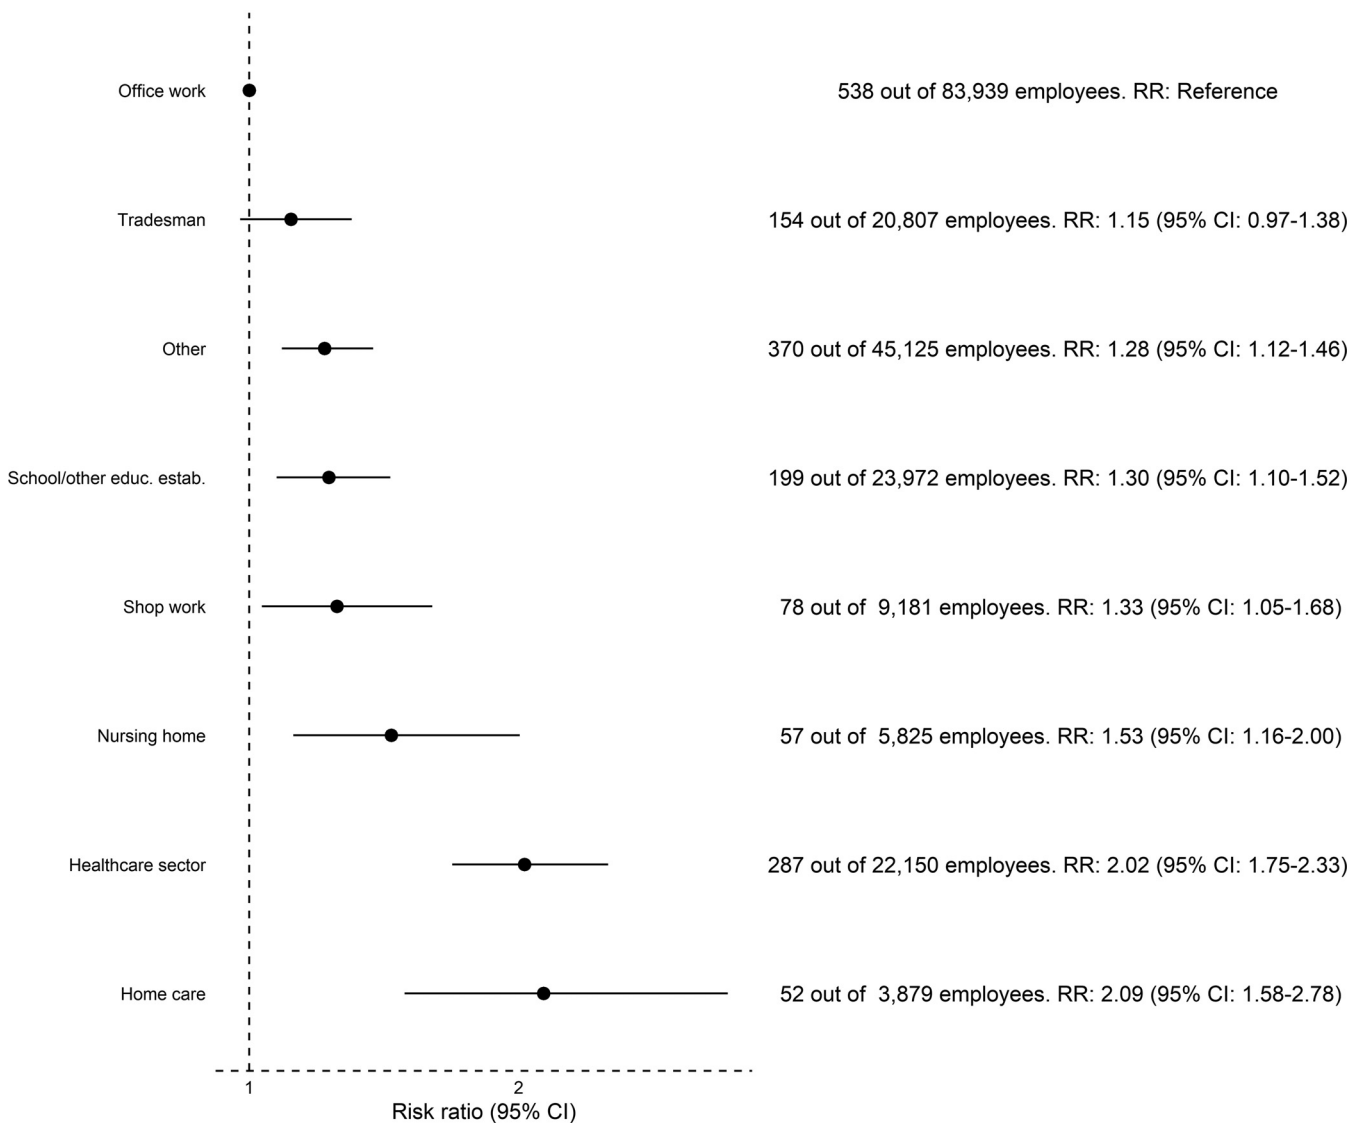 Office work 538 out of 83,939 employees. RR: Reference
Tradesman 154 out of 20,807 employees. RR: 1.15 (95% CI: 0.97-1.38)
Other 370 out of 45,125 employees. RR: 1.28 (95% CI: 1.12-1.46)
School/other educ. estab. 199 out of 23,972 employees. RR: 1.30 (95% CI: 1.10-1.52)
Shop work 78 out of  9,181 employees. RR: 1.33 (95% CI: 1.05-1.68)
Nursing home 57 out of  5,825 employees. RR: 1.53 (95% CI: 1.16-2.00)
Healthcare sector 287 out of 22,150 employees. RR: 2.02 (95% CI: 1.75-2.33)
Home care 52 out of  3,879 employees. RR: 2.09 (95% CI: 1.58-2.78)
1 2
Risk ratio (95% CI)